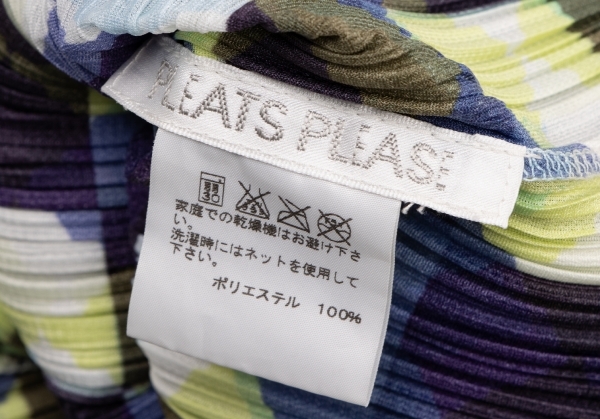 PLEATS PLEASE
家庭での乾燥機はお避け下さ
い。
洗濯時にはネットを使用して
下さい。
ポリエステル 100%